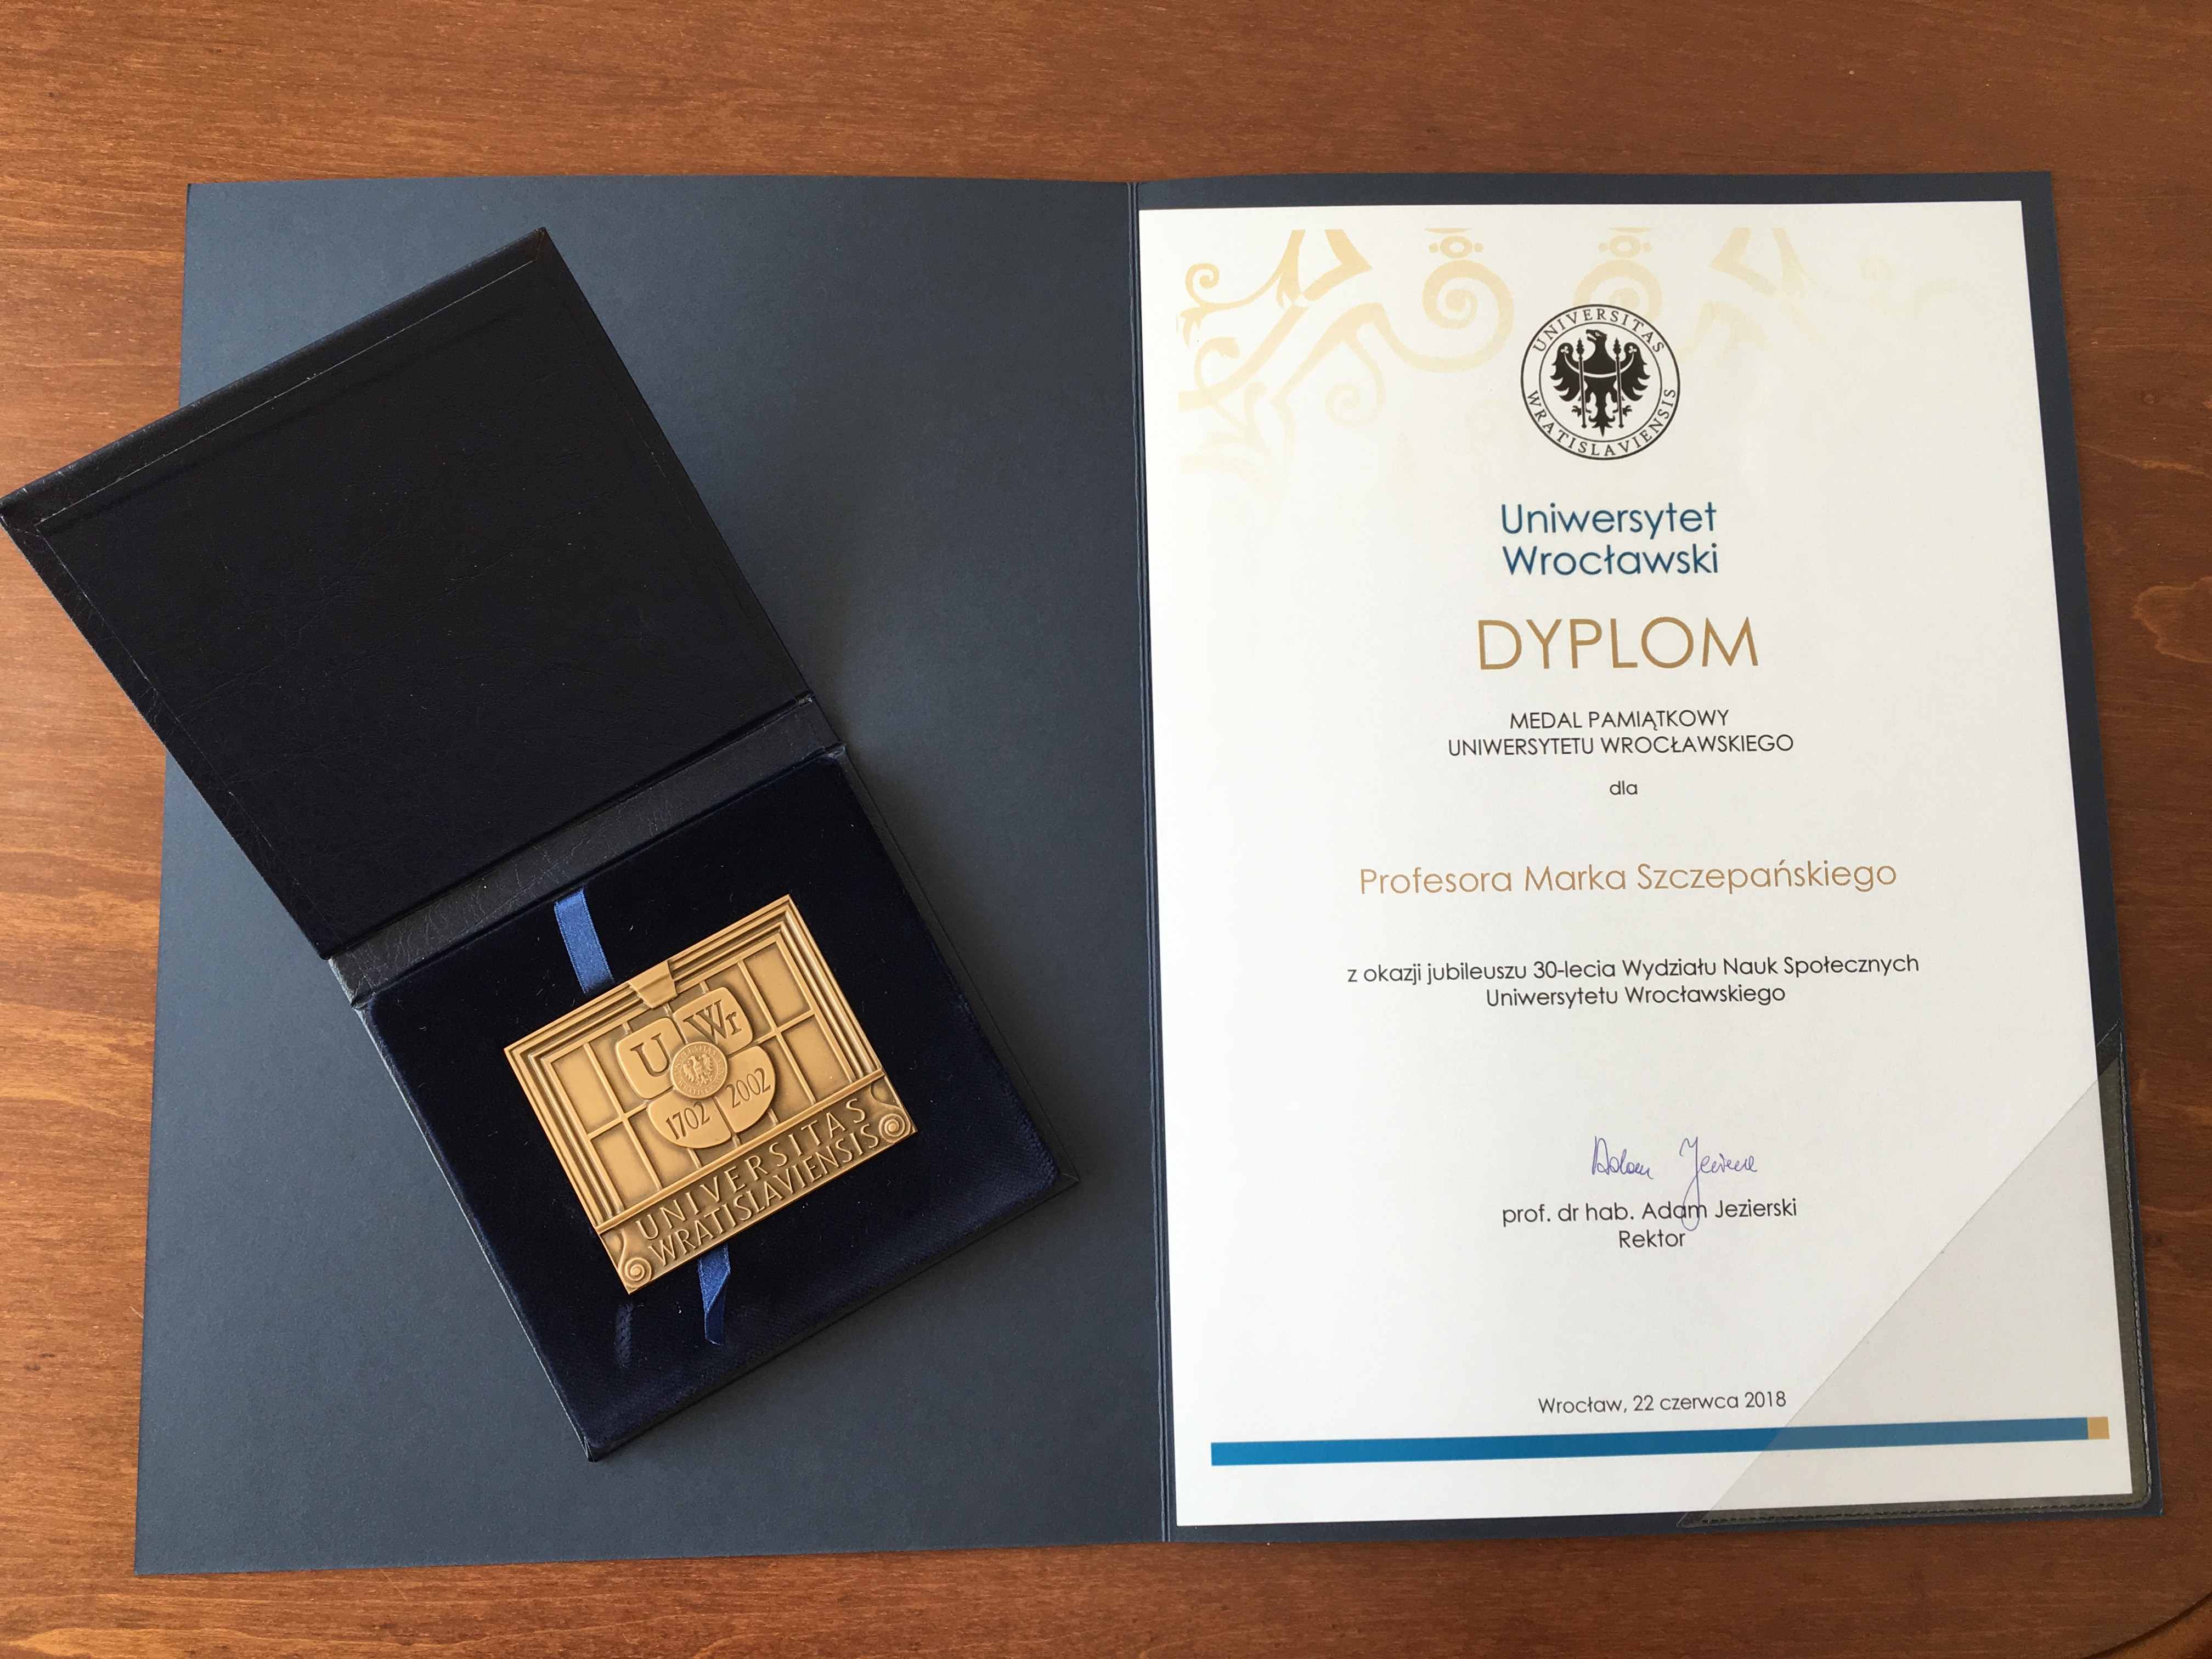 U Wr
1702 2002
UNIVERSITAS
WRATISLAVIENSIS
UNIVERSITAS
WRATISLAVIENSIS
Uniwersytet
Wrocławski
DYPLOM
MEDAL PAMIĄTKOWY
UNIWERSYTETU WROCŁAWSKIEGO
dla
Profesora Marka Szczepańskiego
z okazji jubileuszu 30-lecia Wydziału Nauk Społecznych
Uniwersytetu Wrocławskiego
Adam
prof. dr hab. Adam Jezierski
Rektor
Wrocław, 22 czerwca 2018